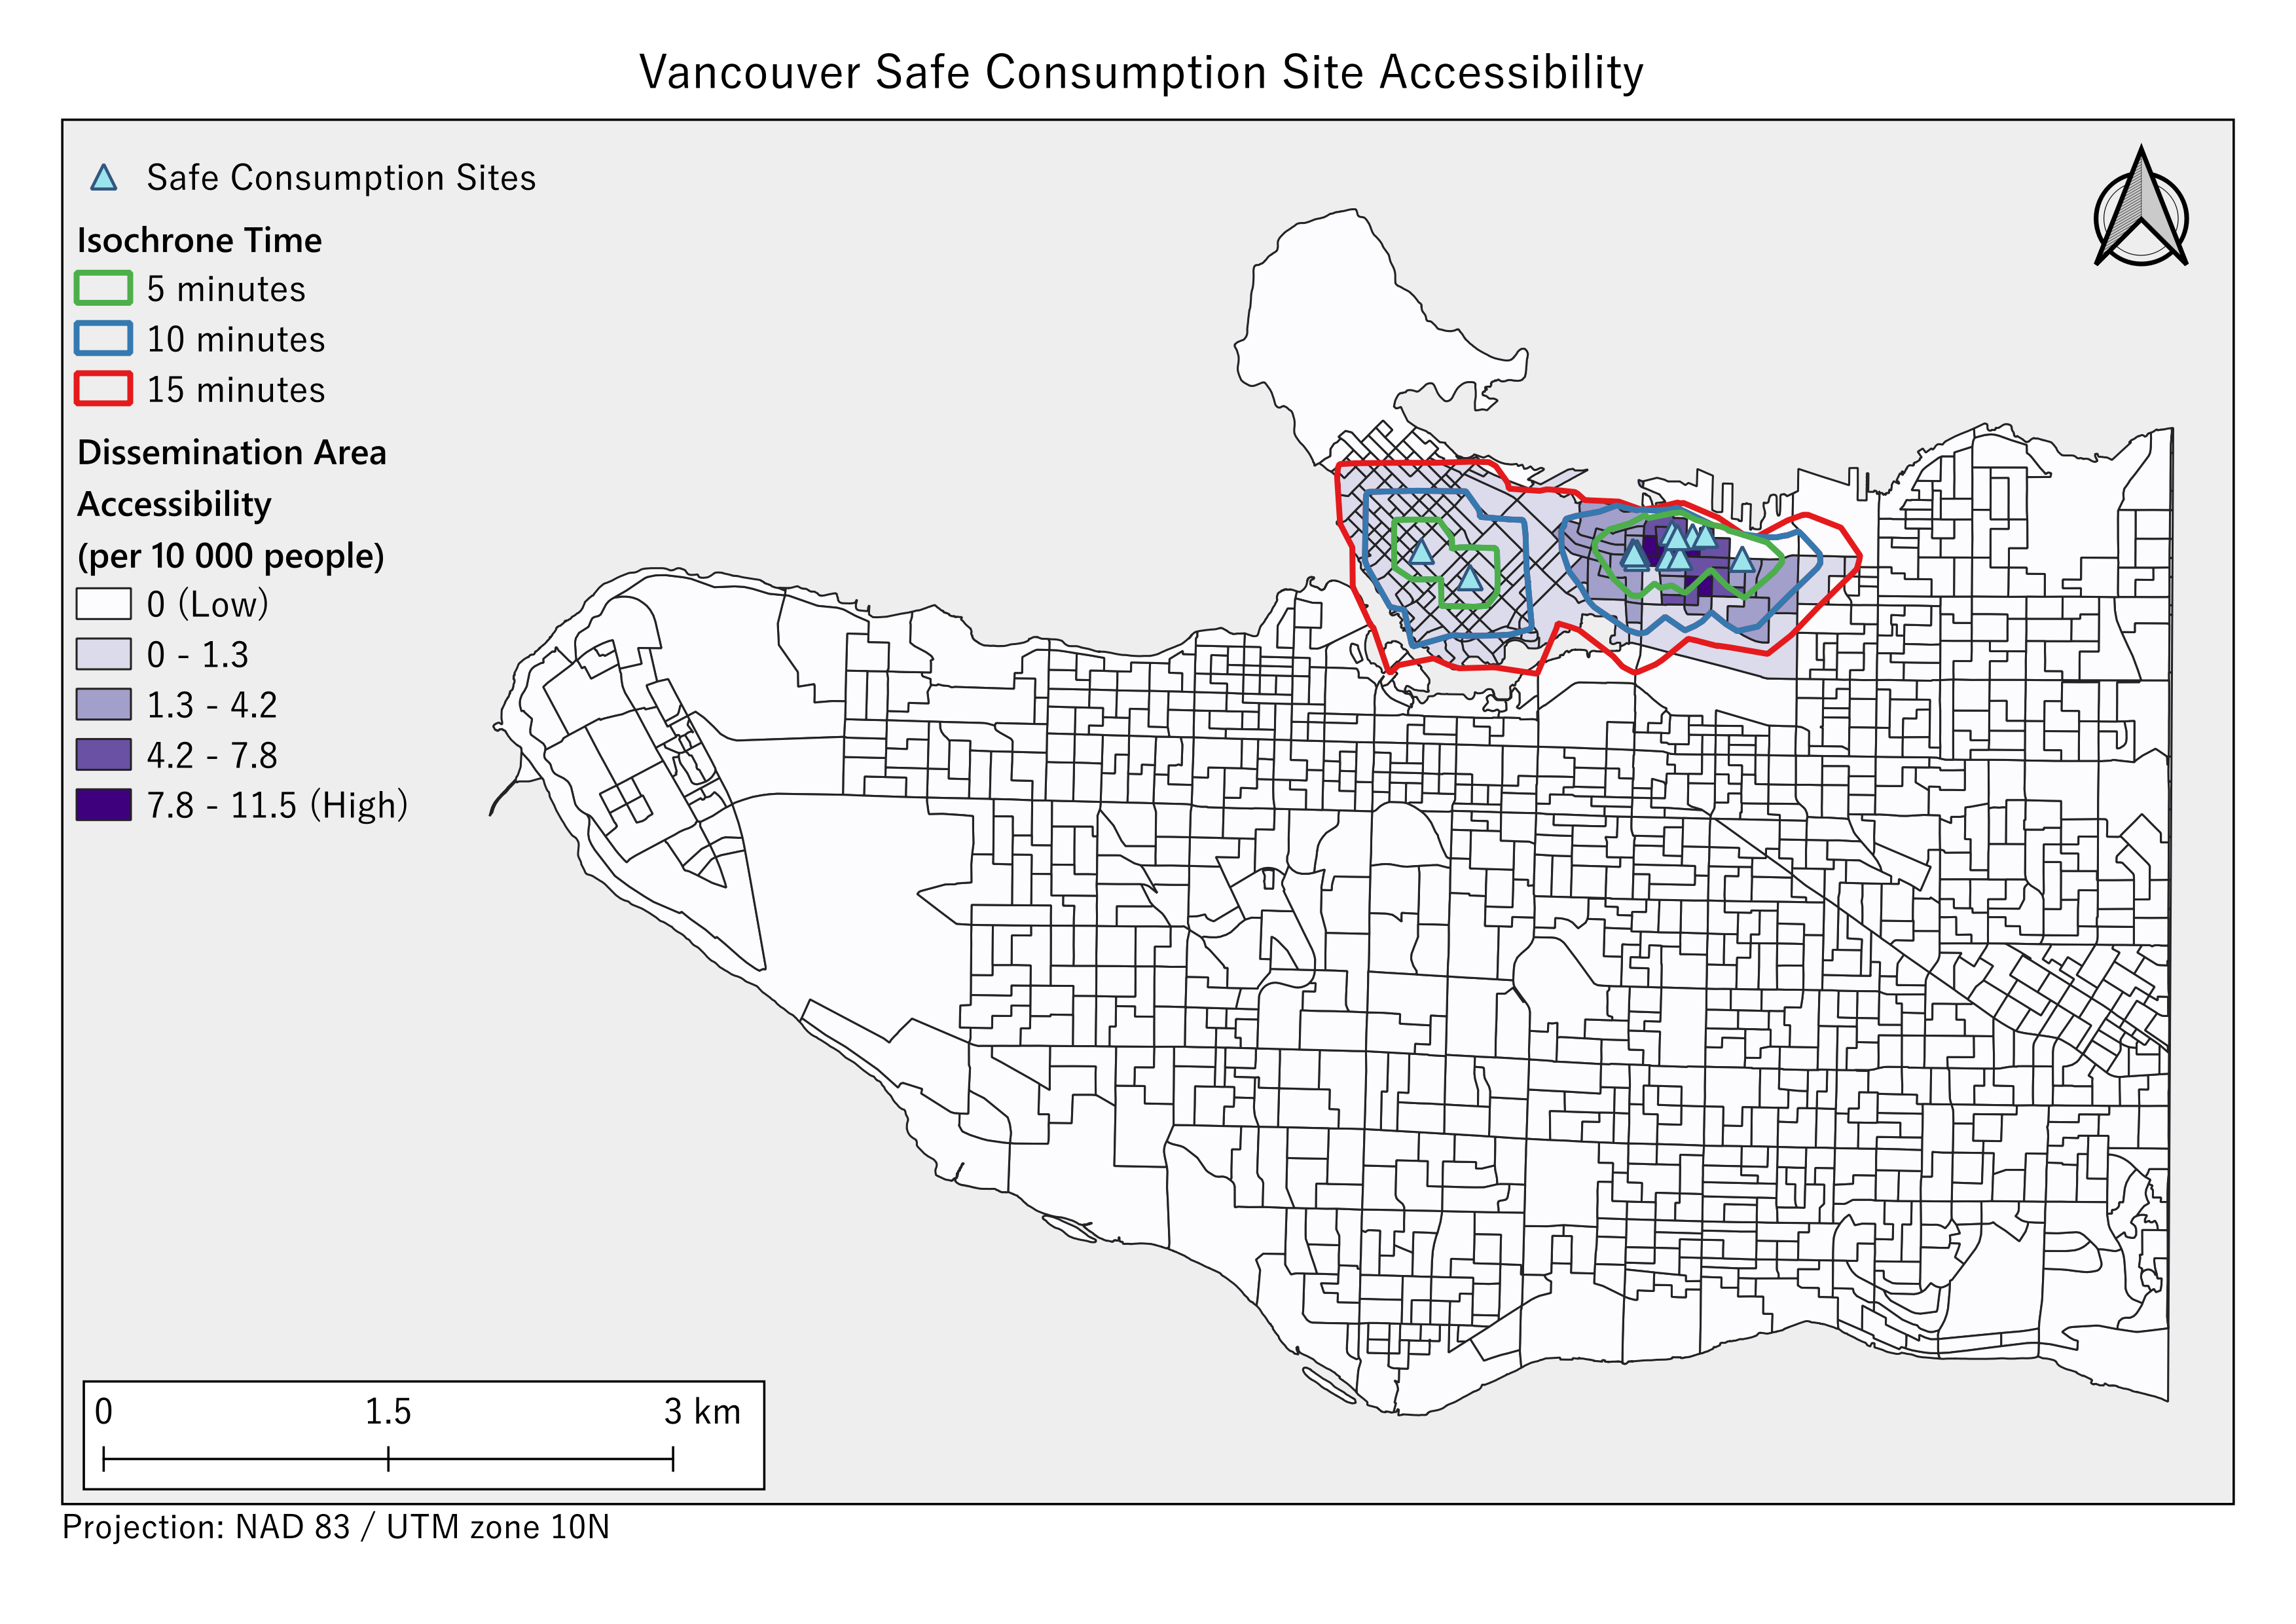 Vancouver Safe Consumption Site Accessibility
Safe Consumption Sites
Isochrone Time
5 minutes
10 minutes
15 minutes
Dissemination Area
Accessibility
(per 10 000 people)
0 (Low)
0 - 1.3
1.3 - 4.2
4.2 - 7.8
7.8 - 11.5 (High)
0 1.5 3 km
Projection: NAD 83 / UTM zone 10N